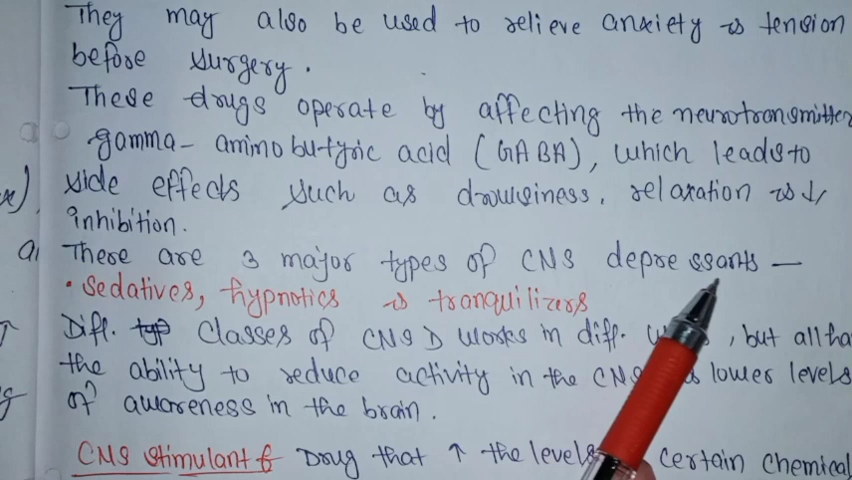 They may also be used to relieve anxiety & tension
before surgery.
These drugs operate by affecting the neurotransmitter
gamma-aminobutyric acid (GABA), which leads to
side effects such as drowsiness, relaxation & ↓
inhibition.
There are 3 major types of CNS depressants —
• Sedatives, hypnotics & tranquilizers
Diff. Classes of CNS D works in diff. , but all ha
the ability to reduce activity in the CNS lower levels
of awareness in the brain.
CNS Stimulant Drug that ↑ the levels certain chemical